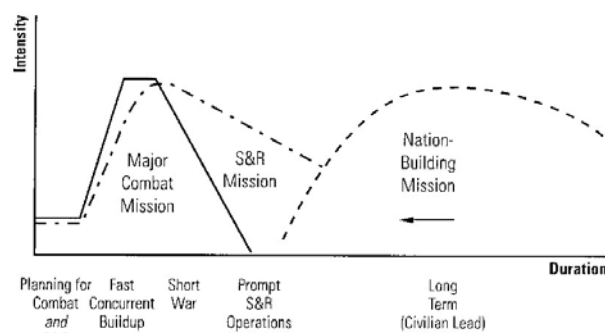 Intensity
Major
Combat
Mission
S&R
Mission
Nation-
Building
Mission
Duration
Planning for
Combat
and
Fast
Concurrent
Buildup
Short
War
Prompt
S&R
Operations
Long
Term
(Civilian Lead)